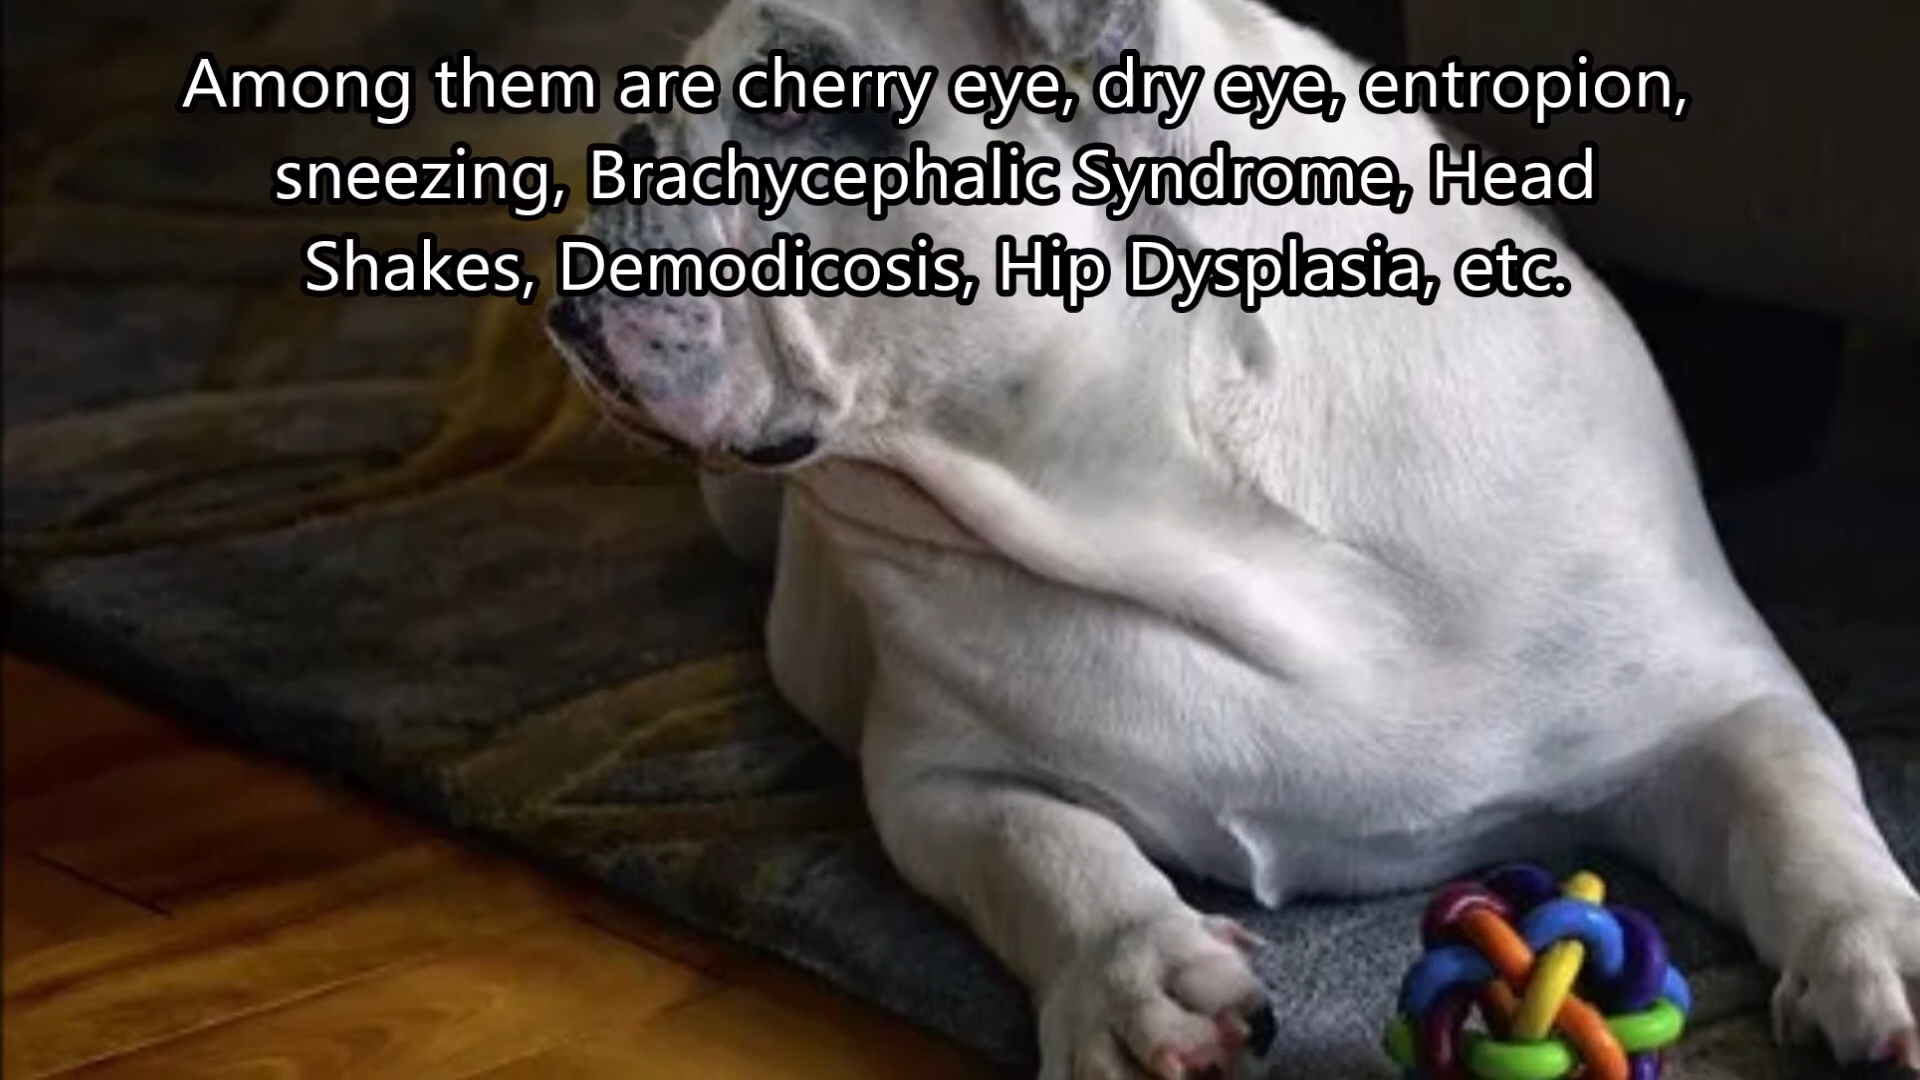 Among them are cherry eye, dry eye, entropion,
sneezing, Brachycephalic Syndrome, Head
Shakes, Demodicosis, Hip Dysplasia, etc.